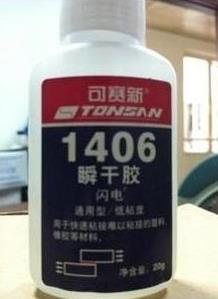 可赛新
TONSAN
1406
瞬干胶
闪电
通用型/低粘度
用于快速粘接难以粘接的塑料,
橡胶等材料。
净含量: 20g